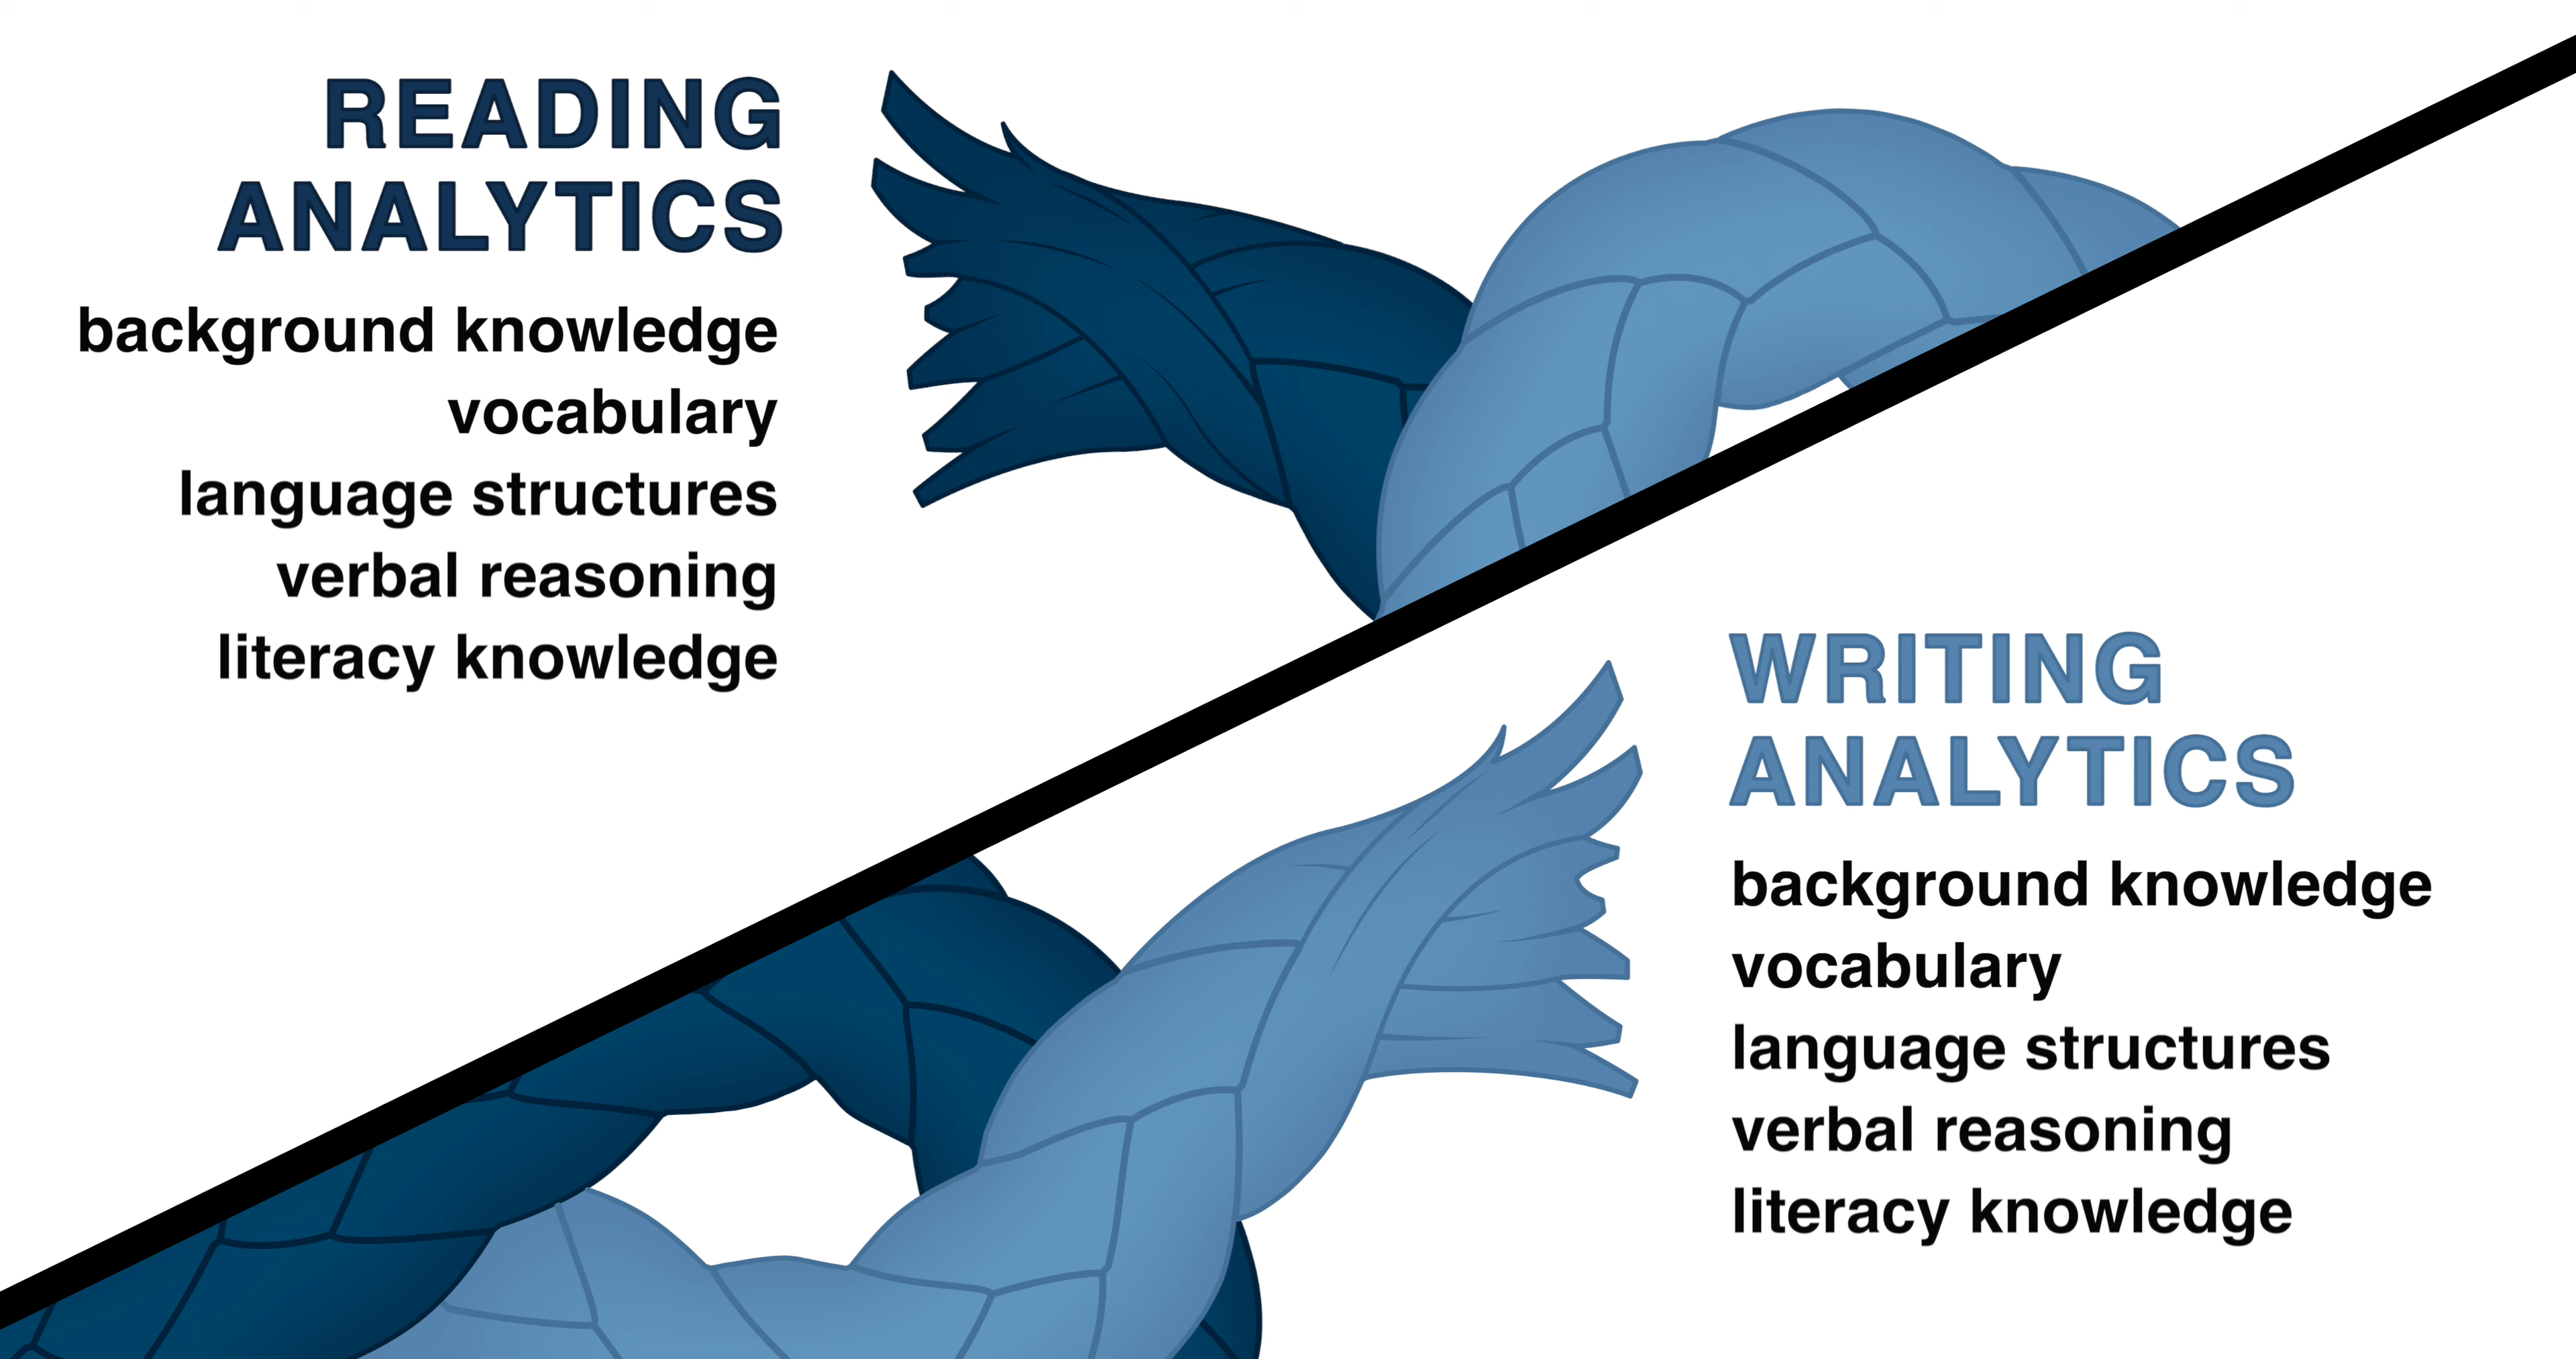 READING
ANALYTICS
background knowledge
vocabulary
language structures
verbal reasoning
literacy knowledge
WRITING
ANALYTICS
background knowledge
vocabulary
language structures
verbal reasoning
literacy knowledge